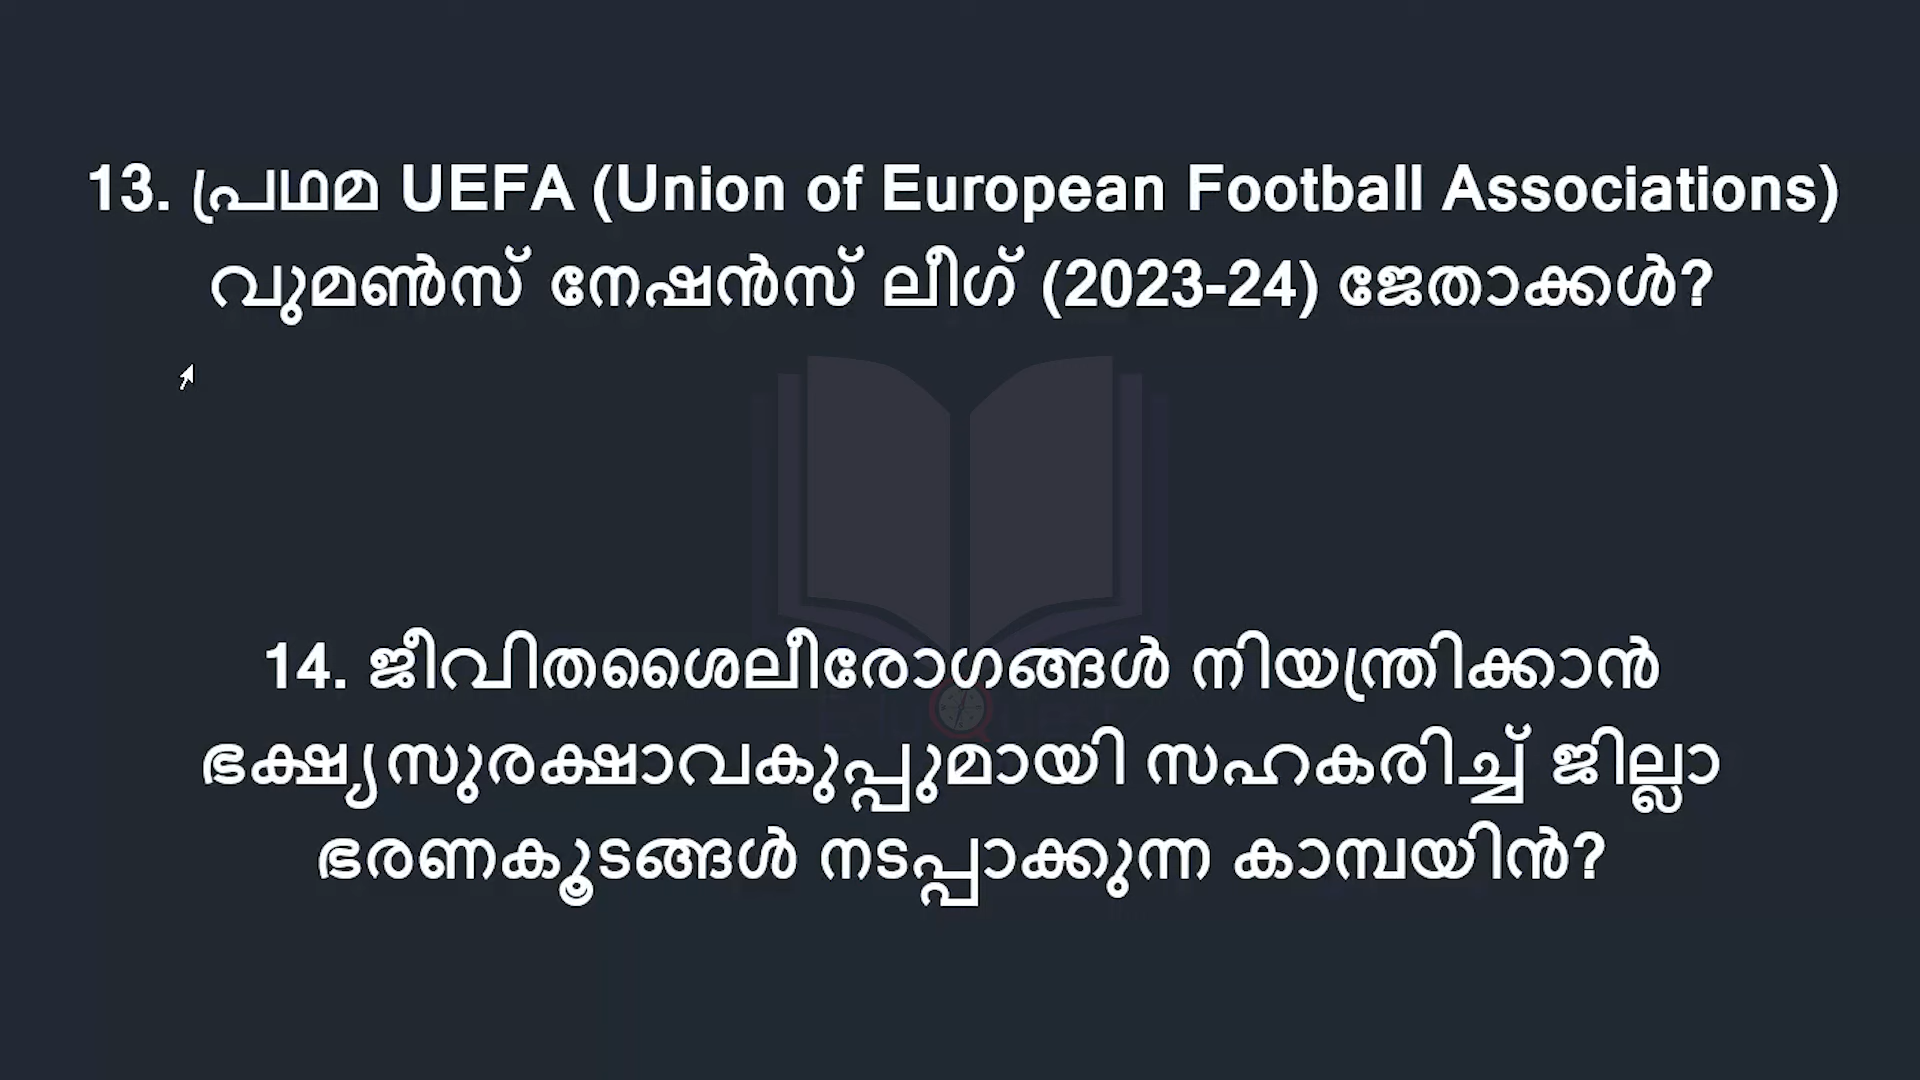 13. പ്രഥമ UEFA (Union of European Football Associations)
വുമൺസ് നേഷൻസ് ലീഗ് (2023-24) ജേതാക്കൾ?
14. ജീവിതശൈലീരോഗങ്ങൾ നിയന്ത്രിക്കാൻ
ഭക്ഷ്യസുരക്ഷാവകുപ്പുമായി സഹകരിച്ച് ജില്ലാ
ഭരണകൂടങ്ങൾ നടപ്പാക്കുന്ന കാമ്പയിൻ?